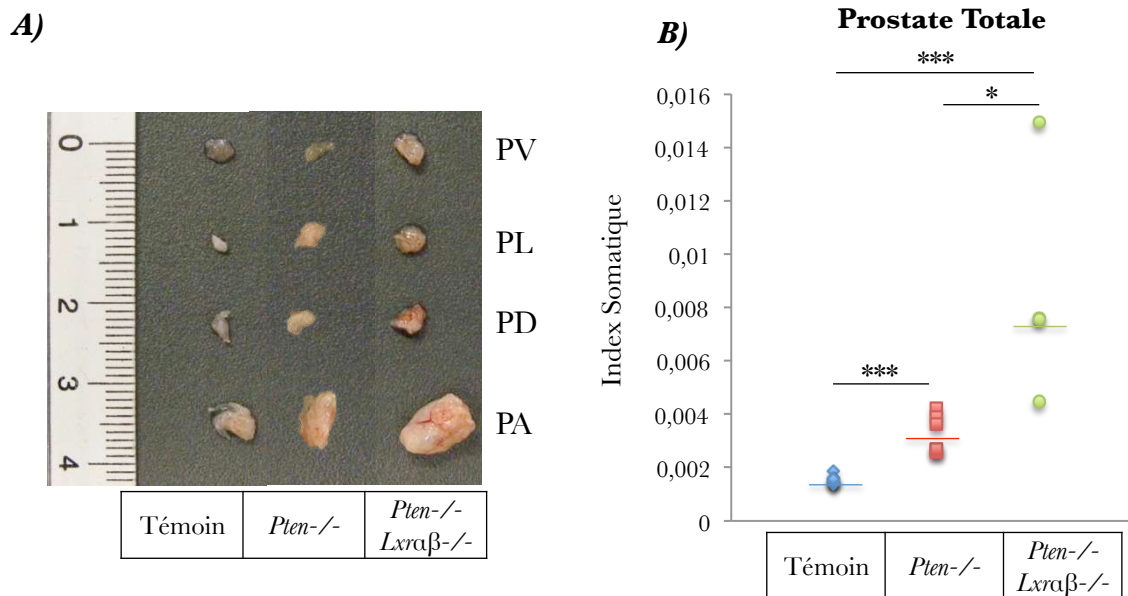 A)
0
1
2
3
4
PV
PL
PD
PA
Témoin
Pten-/-
Pten-/-
Lxrαβ-/-
B)
Prostate Totale
***
*
***
Index Somatique
0,016
0,014
0,012
0,01
0,008
0,006
0,004
0,002
0
Témoin
Pten-/-
Pten-/-
Lxrαβ-/-